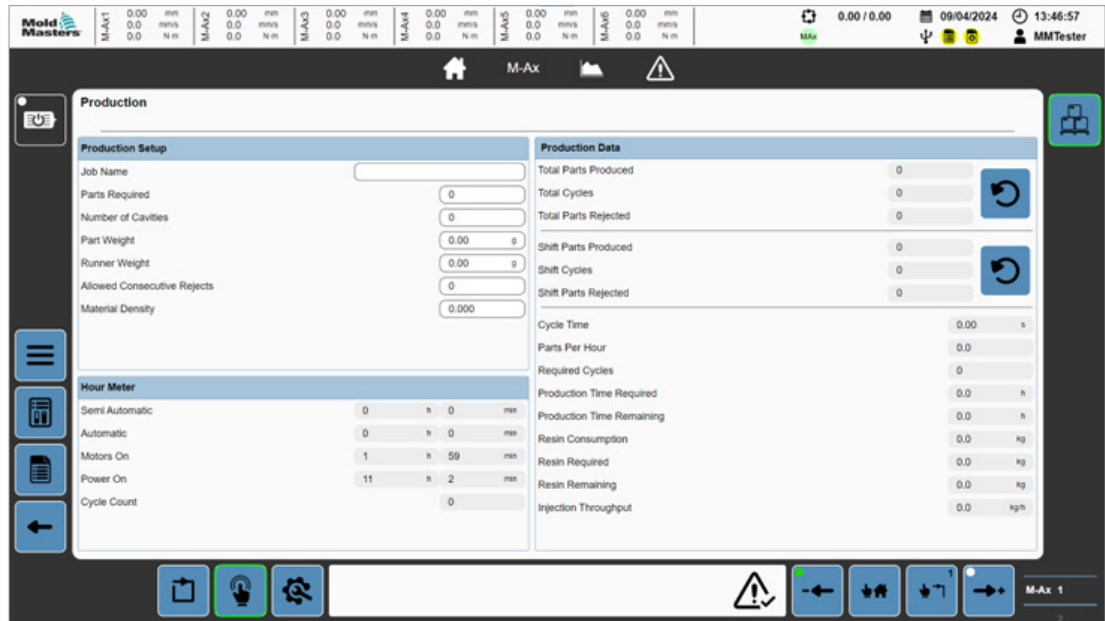 Mold
Masters
M-Ax1 0.00 mm 0.0 mm/s 0.0 N·m
M-Ax2 0.00 mm 0.0 mm/s 0.0 N·m
M-Ax3 0.00 mm 0.0 mm/s 0.0 N·m
M-Ax4 0.00 mm 0.0 mm/s 0.0 N·m
M-Ax5 0.00 mm 0.0 mm/s 0.0 N·m
M-Ax6 0.00 mm 0.0 mm/s 0.0 N·m
MAx
0.00 / 0.00
09/04/2024 13:46:57
MMTester
M-Ax
Production
Production Setup
Job Name
Parts Required 0
Number of Cavities 0
Part Weight 0.00 g
Runner Weight 0.00 g
Allowed Consecutive Rejects 0
Material Density 0.000
Hour Meter
Semi Automatic 0 h 0 min
Automatic 0 h 0 min
Motors On 1 h 59 min
Power On 11 h 2 min
Cycle Count 0
Production Data
Total Parts Produced 0
Total Cycles 0
Total Parts Rejected 0
Shift Parts Produced 0
Shift Cycles 0
Shift Parts Rejected 0
Cycle Time 0.00 s
Parts Per Hour 0.0
Required Cycles 0
Production Time Required 0.0 h
Production Time Remaining 0.0 h
Resin Consumption 0.0 kg
Resin Required 0.0 kg
Resin Remaining 0.0 kg
Injection Throughput 0.0 kg/h
1
M-Ax 1
2